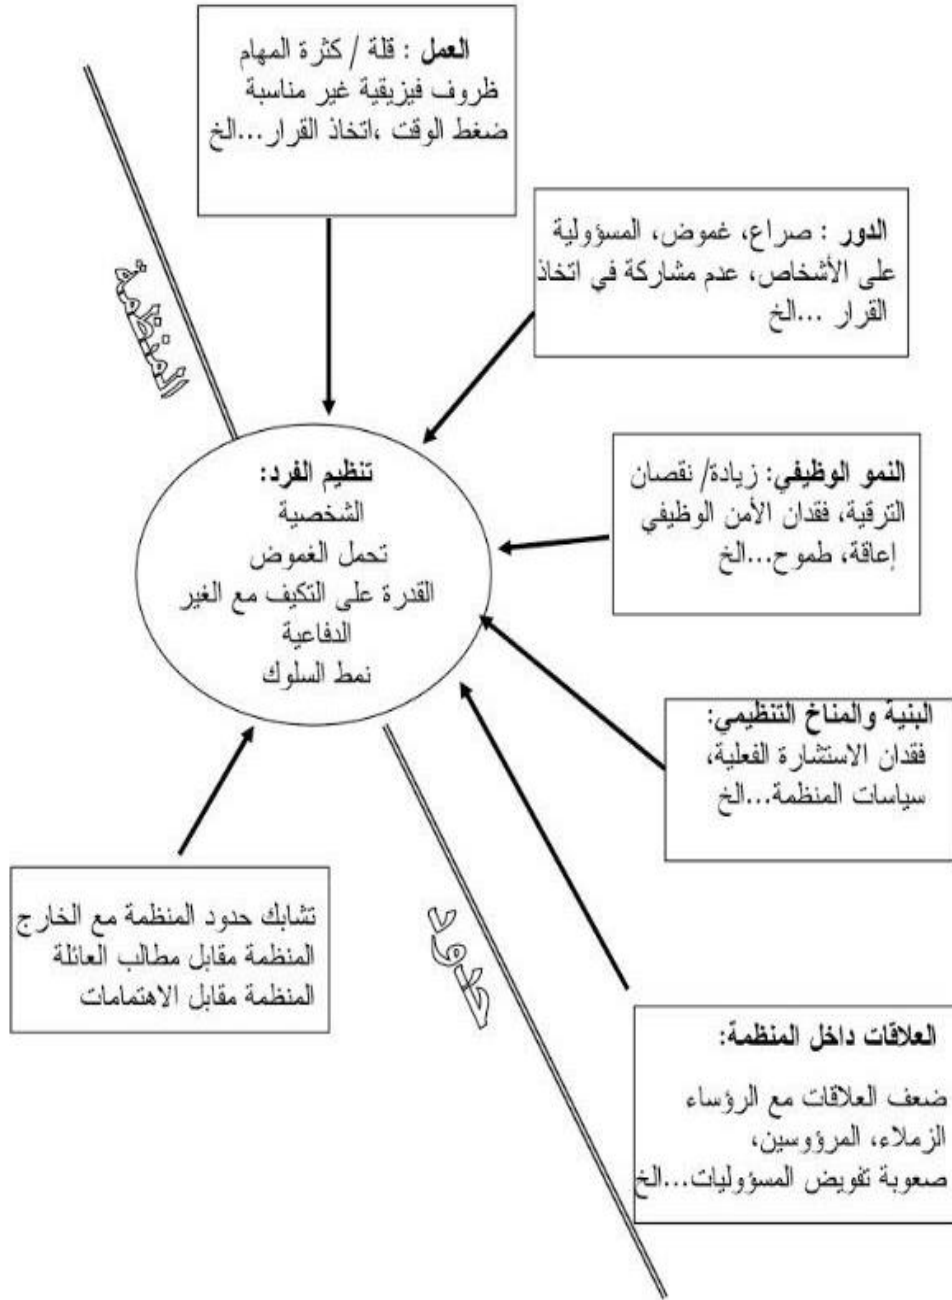 العمل : قلة / كثرة المهام
ظروف فيزيقية غير مناسبة
ضغط الوقت ،اتخاذ القرار...الخ
الدور : صراع، غموض، المسؤولية
على الأشخاص، عدم مشاركة في اتخاذ
القرار ...الخ
المنظمة
تنظيم الفرد:
الشخصية
تحمل الغموض
القدرة على التكيف مع الغير
الدفاعية
نمط السلوك
النمو الوظيفي: زيادة/ نقصان
الترقية، فقدان الأمن الوظيفي
إعاقة، طموح...الخ
البنية والمناخ التنظيمي:
فقدان الاستشارة الفعلية،
سياسات المنظمة...الخ
تشابك حدود المنظمة مع الخارج
المنظمة مقابل مطالب العائلة
المنظمة مقابل الاهتمامات
حدود
العلاقات داخل المنظمة:
ضعف العلاقات مع الرؤساء
الزملاء، المرؤوسين،
صعوبة تفويض المسؤوليات...الخ